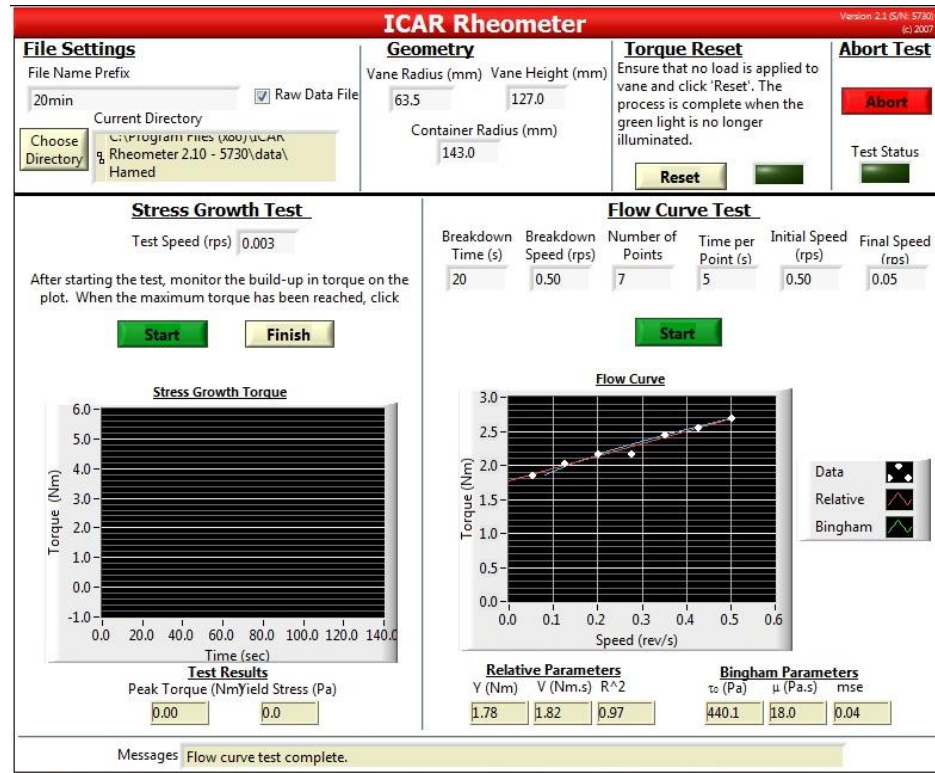 ICAR Rheometer
Version 2.1 (S/N: 5730)
(c) 2007
File Settings
File Name Prefix
20min
Raw Data File
Current Directory
Choose
Directory
C:\Program Files (x86)\ICAR
Rheometer 2.10 - 5730\data\
Hamed
Geometry
Vane Radius (mm) Vane Height (mm)
63.5 127.0
Container Radius (mm)
143.0
Torque Reset
Ensure that no load is applied to
vane and click 'Reset'. The
process is complete when the
green light is no longer
illuminated.
Reset
Abort Test
Abort
Test Status
Stress Growth Test
Test Speed (rps) 0.003
After starting the test, monitor the build-up in torque on the
plot. When the maximum torque has been reached, click
Start Finish
Stress Growth Torque
6.0
5.0
4.0
3.0
2.0
1.0
0.0
-1.0
Torque (Nm)
0.0 20.0 40.0 60.0 80.0 100.0 120.0 140.0
Time (sec)
Test Results
Peak Torque (Nm) Yield Stress (Pa)
0.00 0.0
Flow Curve Test
Breakdown
Time (s)
20
Breakdown
Speed (rps)
0.50
Number of
Points
7
Time per
Point (s)
5
Initial Speed
(rps)
0.50
Final Speed
(rps)
0.05
Start
Flow Curve
3.0
2.5
2.0
1.5
1.0
0.5
0.0
Torque (Nm)
0.0 0.1 0.2 0.3 0.4 0.5 0.6
Speed (rev/s)
Data
Relative
Bingham
Relative Parameters
Y (Nm) V (Nm.s) R^2
1.78 1.82 0.97
Bingham Parameters
τo (Pa) μ (Pa.s) mse
440.1 18.0 0.04
Messages Flow curve test complete.